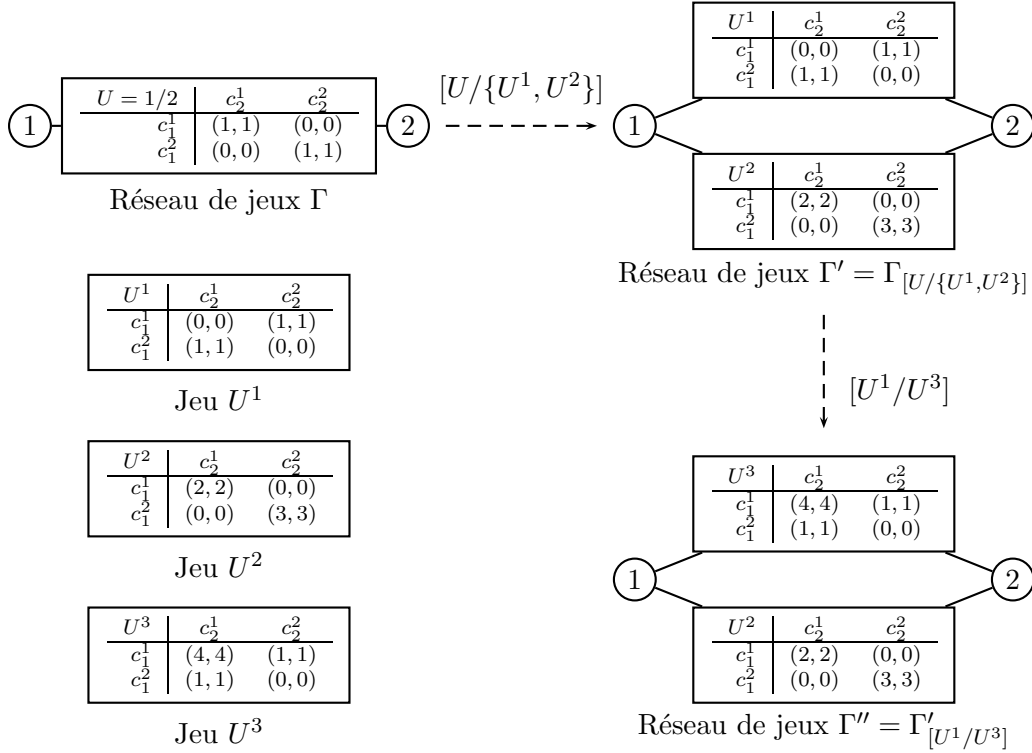 1
U = 1/2 c_2^1 c_2^2
c_1^1 (1, 1) (0, 0)
c_1^2 (0, 0) (1, 1)
2
Réseau de jeux Γ
[U/{U^1, U^2}]
U^1 c_2^1 c_2^2
c_1^1 (0, 0) (1, 1)
c_1^2 (1, 1) (0, 0)
1
2
U^2 c_2^1 c_2^2
c_1^1 (2, 2) (0, 0)
c_1^2 (0, 0) (3, 3)
Réseau de jeux Γ′ = Γ_{[U/{U^1,U^2}]}
U^1 c_2^1 c_2^2
c_1^1 (0, 0) (1, 1)
c_1^2 (1, 1) (0, 0)
Jeu U^1
U^2 c_2^1 c_2^2
c_1^1 (2, 2) (0, 0)
c_1^2 (0, 0) (3, 3)
Jeu U^2
U^3 c_2^1 c_2^2
c_1^1 (4, 4) (1, 1)
c_1^2 (1, 1) (0, 0)
Jeu U^3
[U^1/U^3]
U^3 c_2^1 c_2^2
c_1^1 (4, 4) (1, 1)
c_1^2 (1, 1) (0, 0)
1
2
U^2 c_2^1 c_2^2
c_1^1 (2, 2) (0, 0)
c_1^2 (0, 0) (3, 3)
Réseau de jeux Γ′′ = Γ′_{[U^1/U^3]}